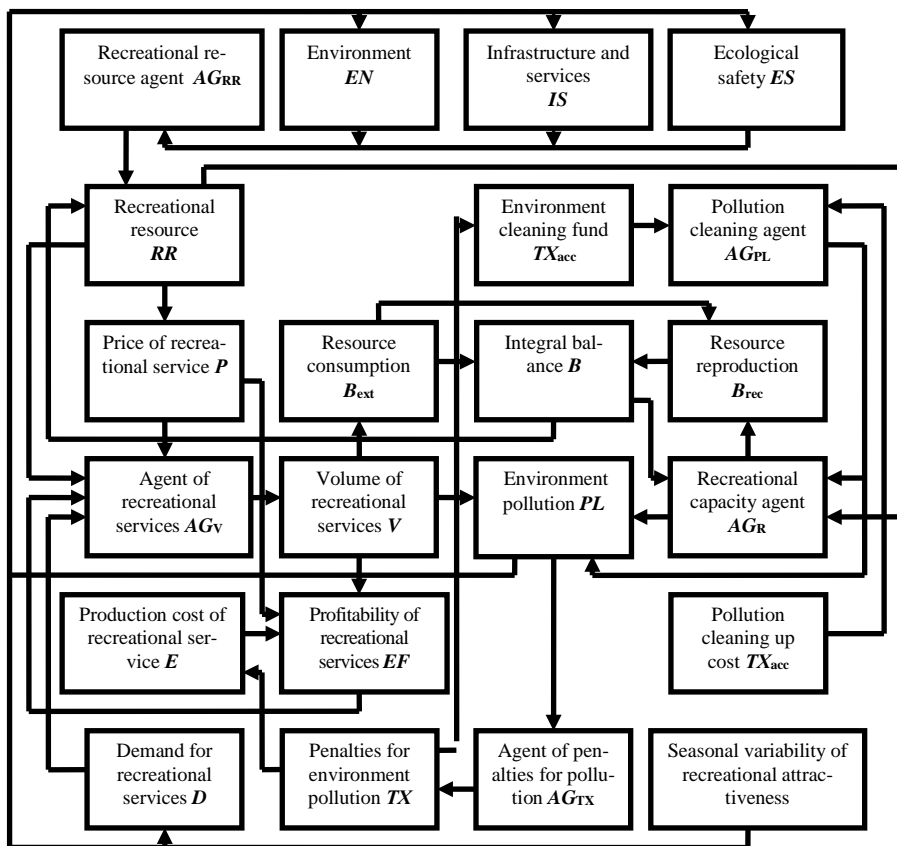 Recreational re-
source agent AGRR
Environment
EN
Infrastructure and
services
IS
Ecological
safety ES
Recreational
resource
RR
Environment
cleaning fund
TXacc
Pollution
cleaning agent
AGPL
Price of recrea-
tional service P
Resource
consumption
Bext
Integral bal-
ance B
Resource
reproduction
Brec
Agent of
recreational
services AGV
Volume of
recreational
services V
Environment
pollution PL
Recreational
capacity agent
AGR
Production cost of
recreational ser-
vice E
Profitability of
recreational
services EF
Pollution
cleaning up
cost TXacc
Demand for
recreational
services D
Penalties for
environment
pollution TX
Agent of pen-
alties for pollu-
tion AGTX
Seasonal variability of
recreational attrac-
tiveness